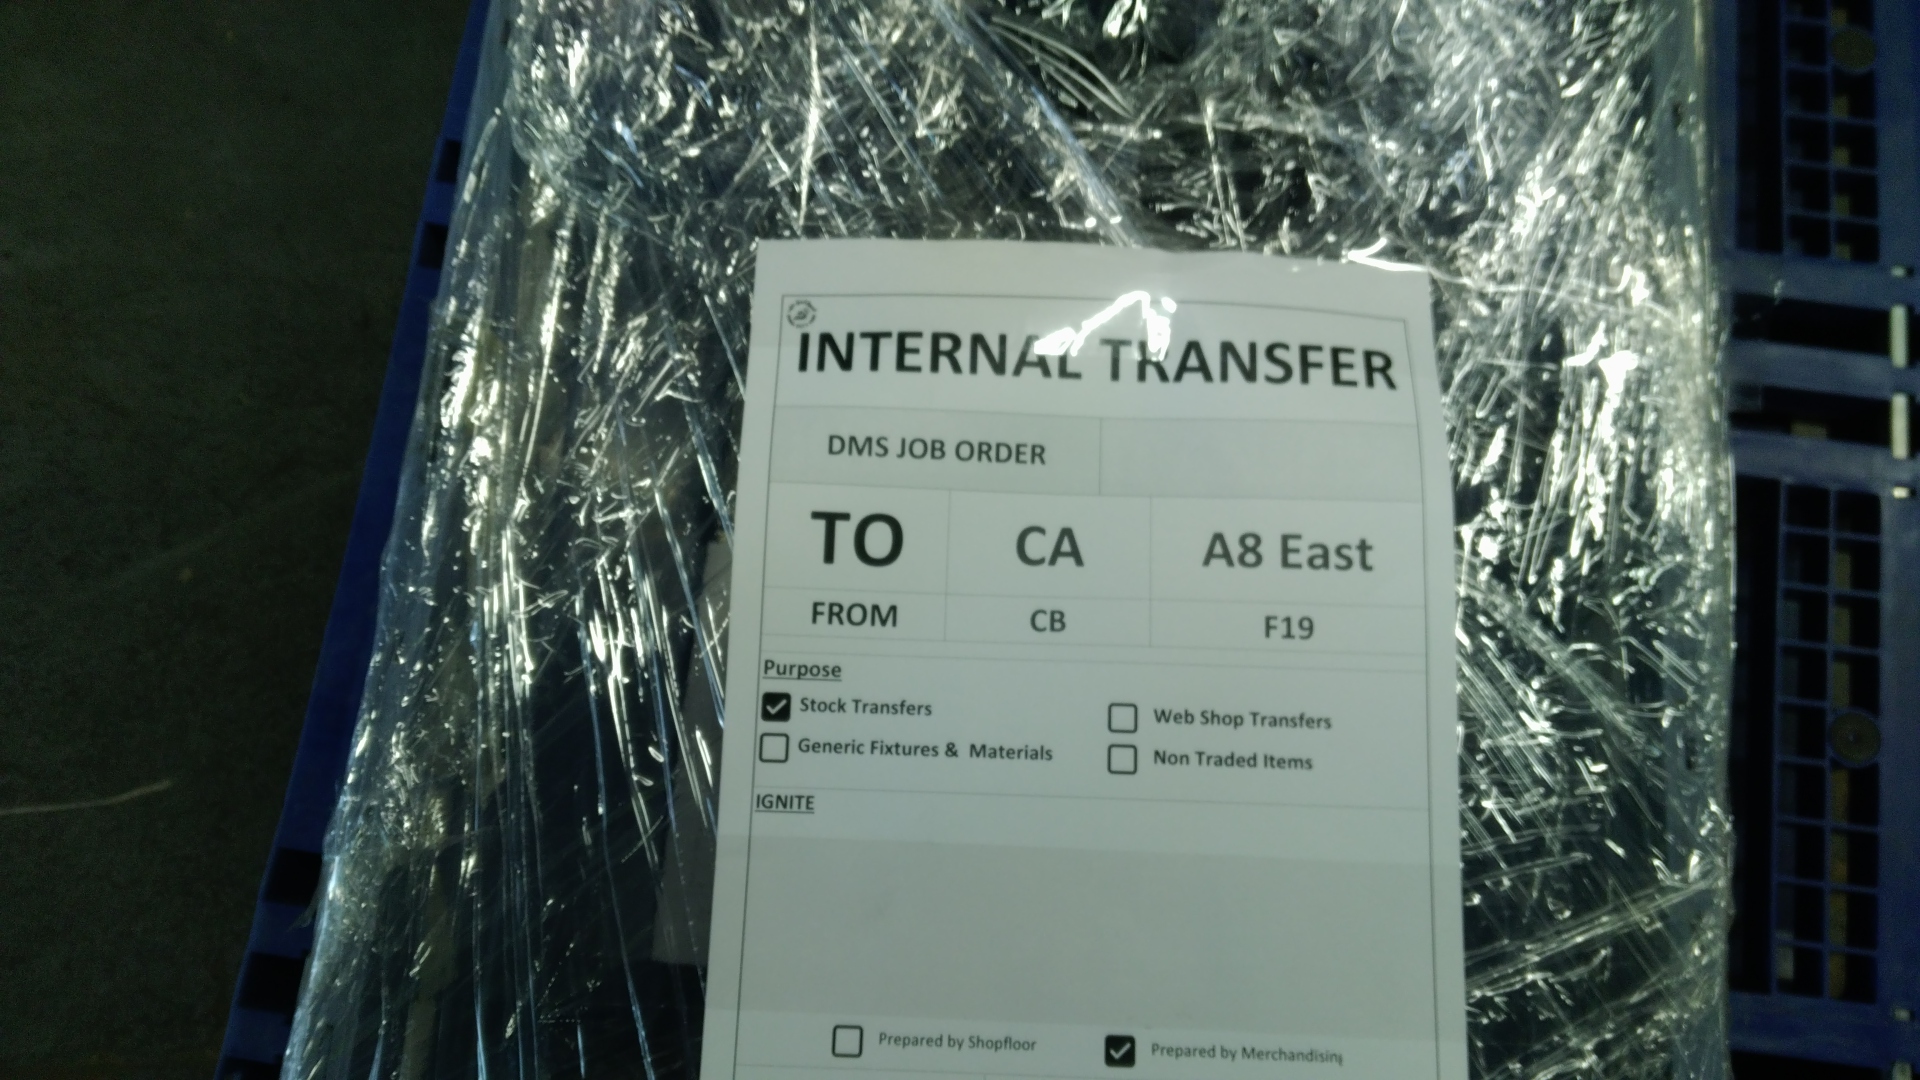 INTERNAL TRANSFER
DMS JOB ORDER
TO CA A8 East
FROM CB F19
Purpose
Stock Transfers Web Shop Transfers
Generic Fixtures & Materials Non Traded Items
IGNITE
Prepared by Shopfloor Prepared by Merchandising